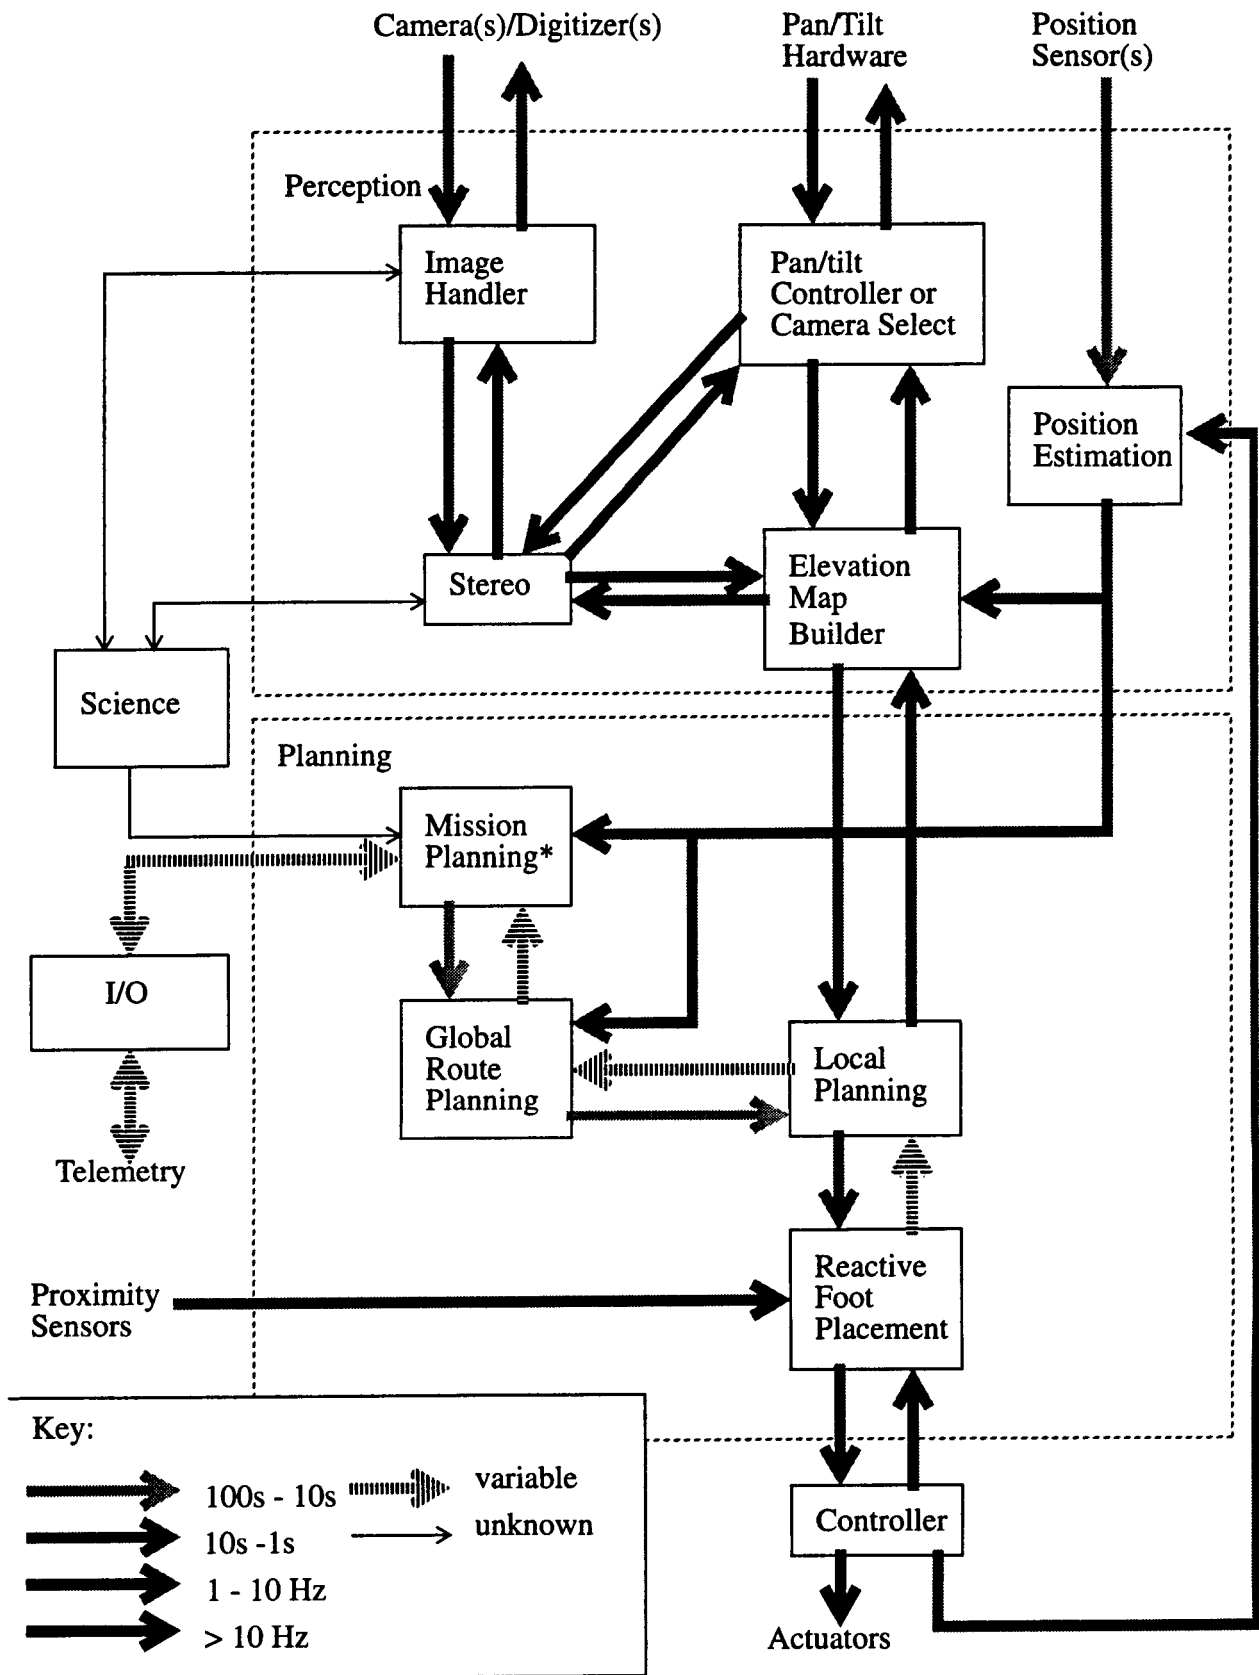 Camera(s)/Digitizer(s)
Pan/Tilt
Hardware
Position
Sensor(s)
Perception
Image
Handler
Pan/tilt
Controller or
Camera Select
Position
Estimation
Stereo
Elevation
Map
Builder
Science
Planning
Mission
Planning*
I/O
Global
Route
Planning
Local
Planning
Telemetry
Proximity
Sensors
Reactive
Foot
Placement
Key:
100s - 10s
variable
10s -1s
unknown
1 - 10 Hz
> 10 Hz
Controller
Actuators